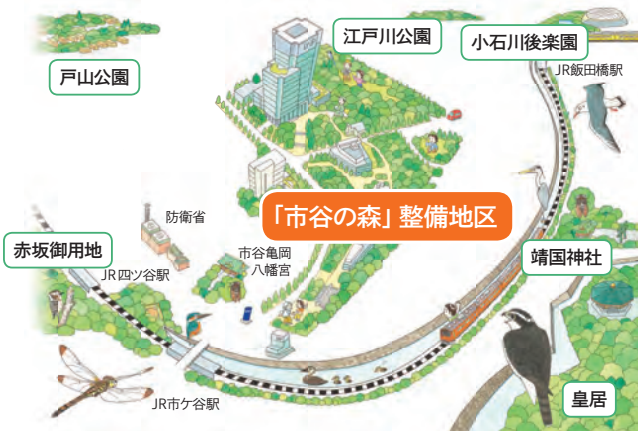 江戸川公園
小石川後楽園
戸山公園
JR飯田橋駅
「市谷の森」整備地区
防衛省
赤坂御用地
市谷亀岡
八幡宮
靖国神社
JR四ツ谷駅
皇居
JR市ケ谷駅